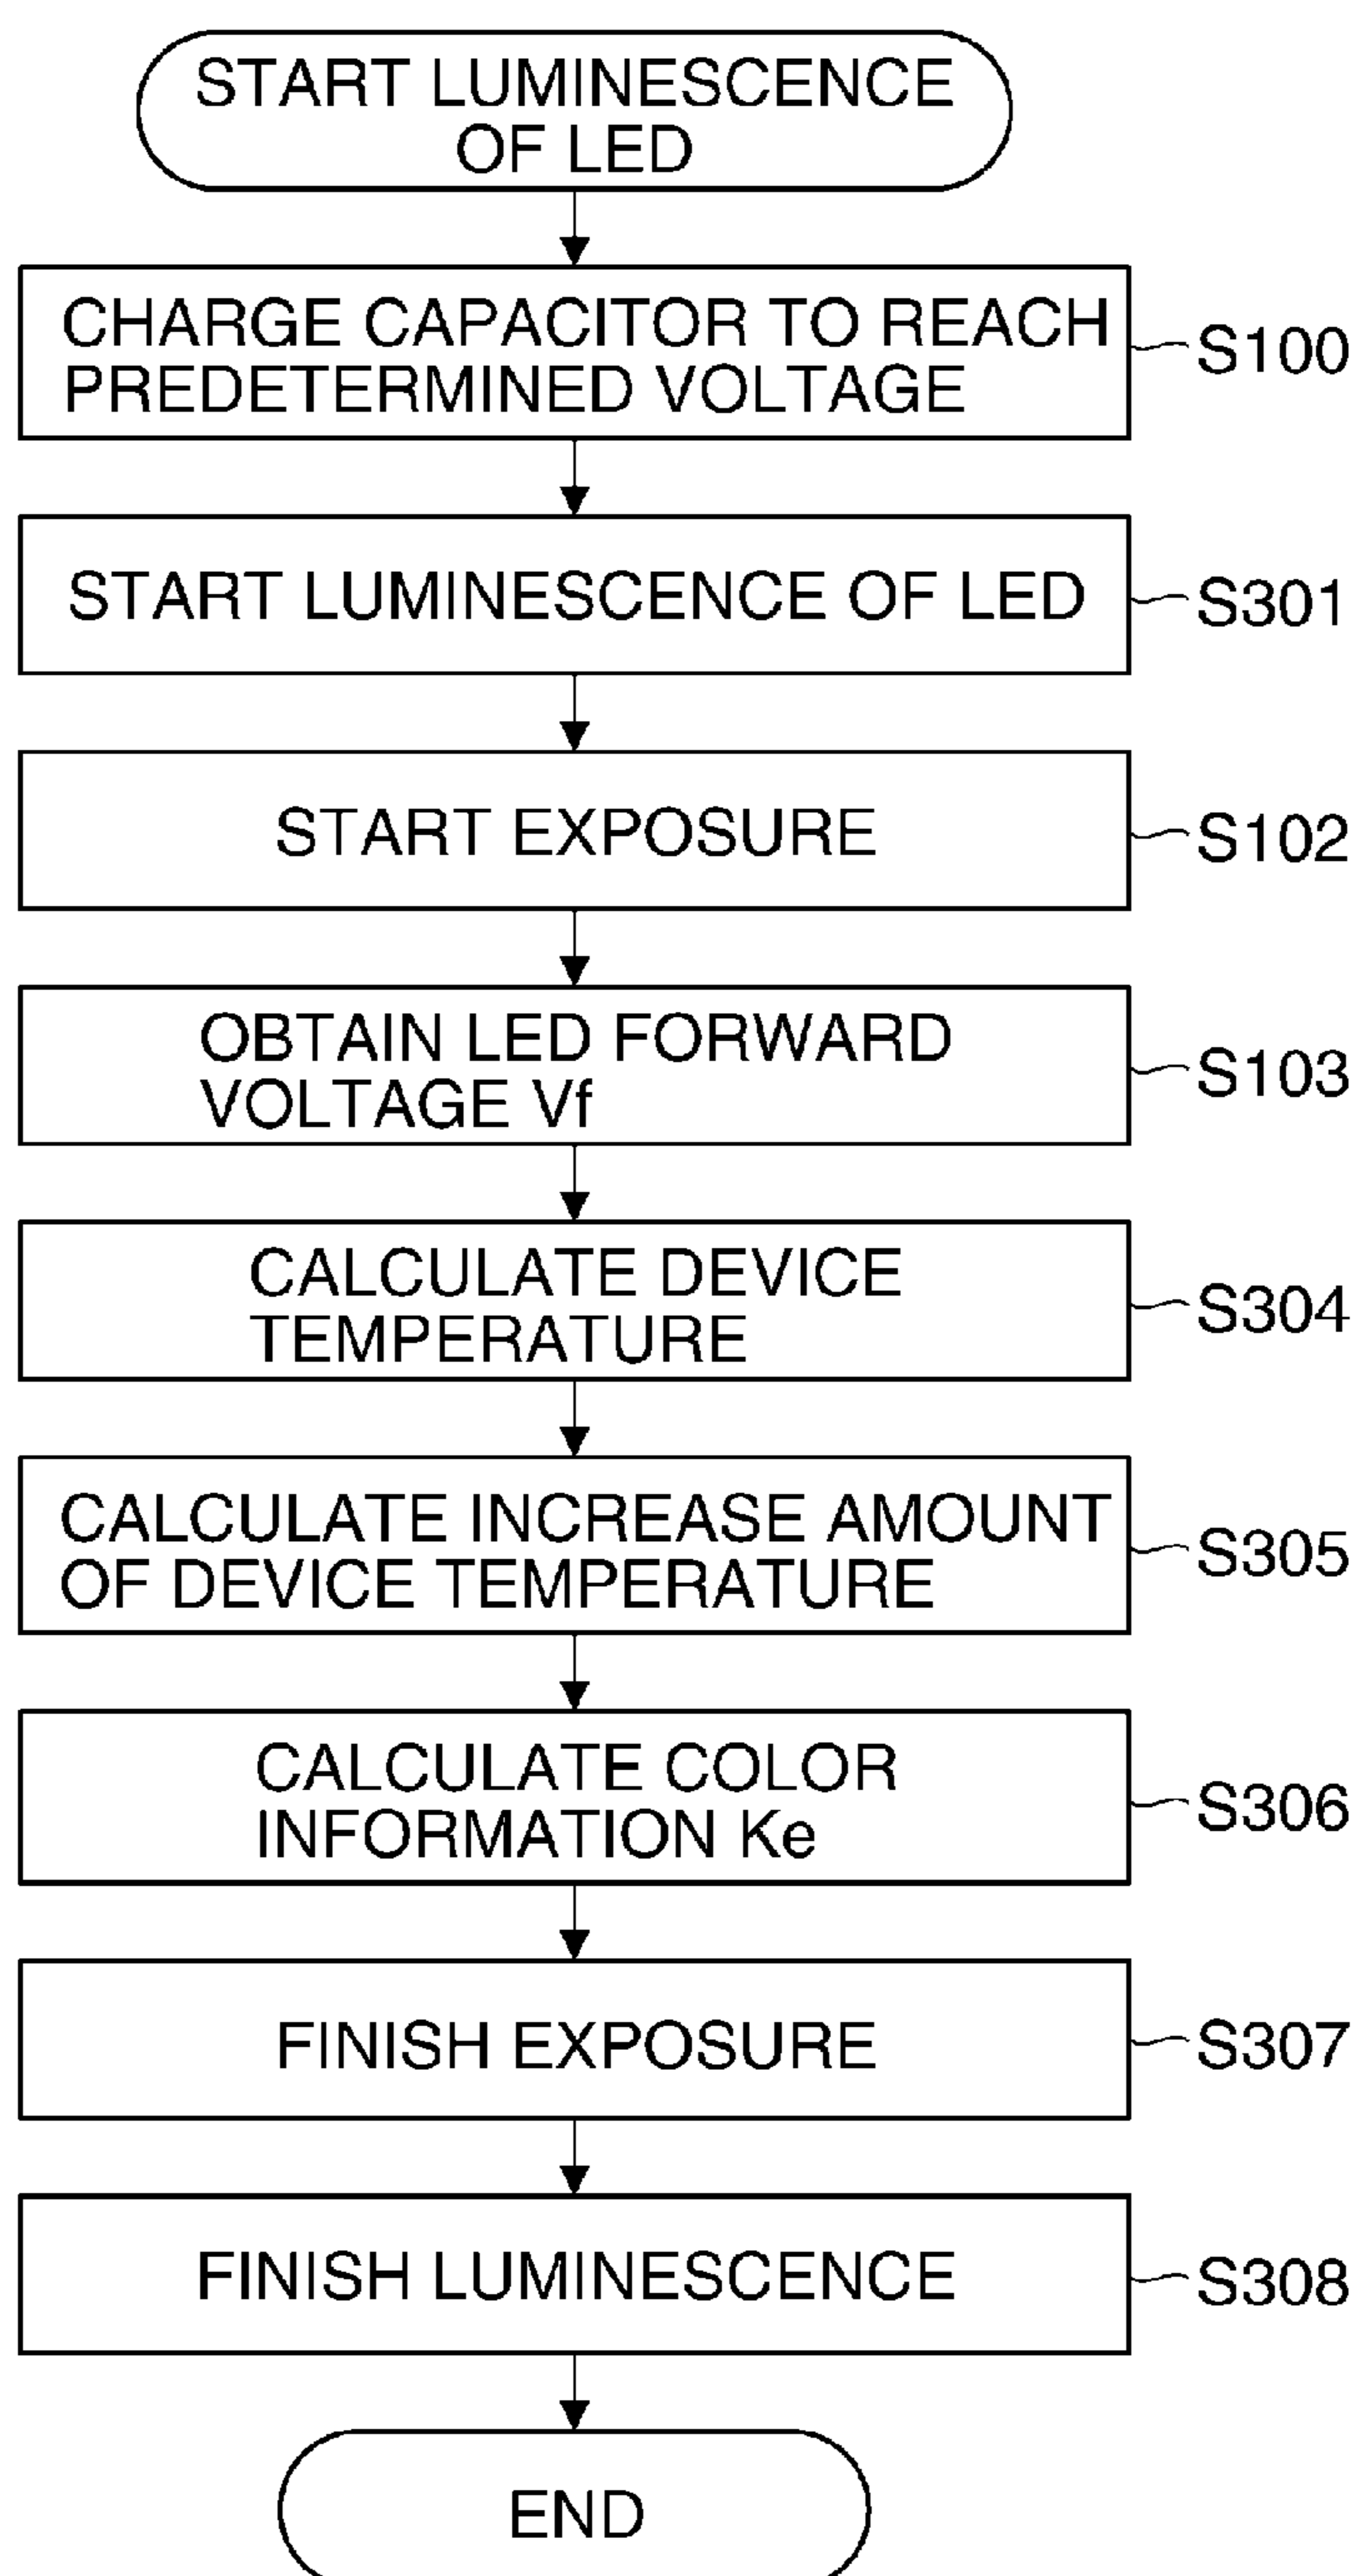 START LUMINESCENCE
OF LED
CHARGE CAPACITOR TO REACH
PREDETERMINED VOLTAGE
S100
START LUMINESCENCE OF LED
S301
START EXPOSURE
S102
OBTAIN LED FORWARD
VOLTAGE Vf
S103
CALCULATE DEVICE
TEMPERATURE
S304
CALCULATE INCREASE AMOUNT
OF DEVICE TEMPERATURE
S305
CALCULATE COLOR
INFORMATION Ke
S306
FINISH EXPOSURE
S307
FINISH LUMINESCENCE
S308
END